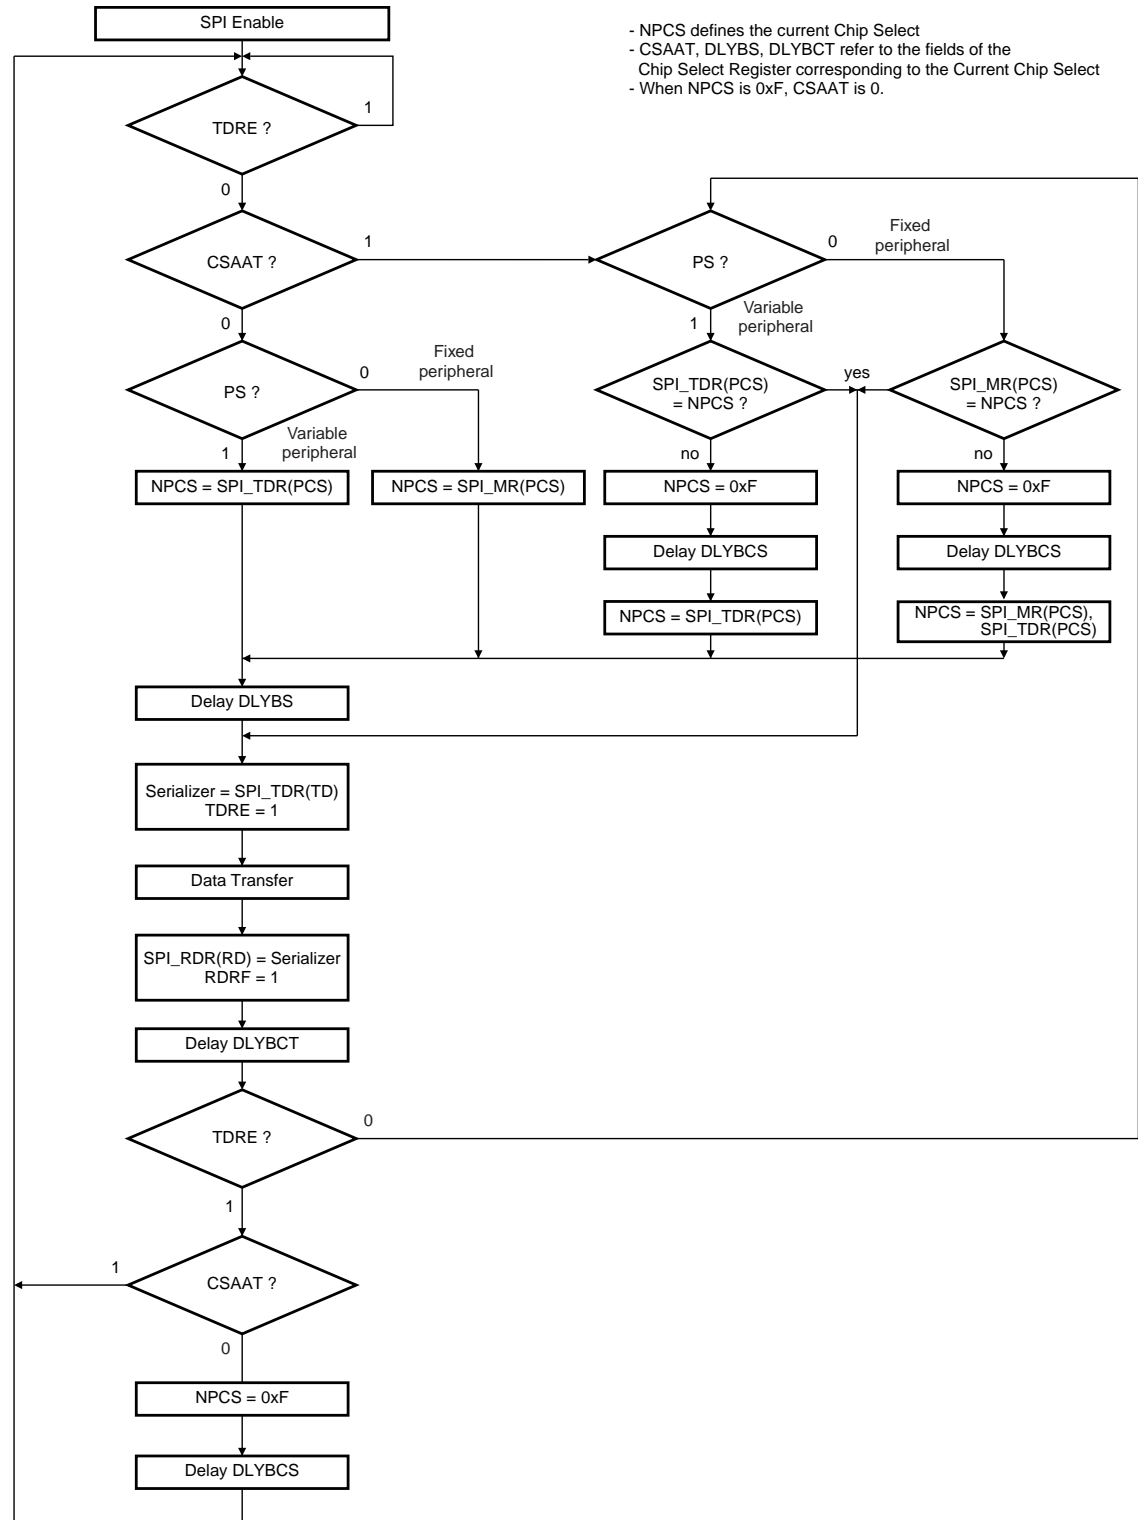 SPI Enable
- NPCS defines the current Chip Select
- CSAAT, DLYBS, DLYBCT refer to the fields of the
Chip Select Register corresponding to the Current Chip Select
- When NPCS is 0xF, CSAAT is 0.
1
TDRE ?
0
CSAAT ?
1
PS ?
0
Fixed
peripheral
0
1
Variable
peripheral
PS ?
0
Fixed
peripheral
SPI_TDR(PCS)
= NPCS ?
yes
SPI_MR(PCS)
= NPCS ?
1
Variable
peripheral
no
no
NPCS = SPI_TDR(PCS)
NPCS = SPI_MR(PCS)
NPCS = 0xF
NPCS = 0xF
Delay DLYBCS
Delay DLYBCS
NPCS = SPI_TDR(PCS)
NPCS = SPI_MR(PCS),
SPI_TDR(PCS)
Delay DLYBS
Serializer = SPI_TDR(TD)
TDRE = 1
Data Transfer
SPI_RDR(RD) = Serializer
RDRF = 1
Delay DLYBCT
TDRE ?
0
1
CSAAT ?
1
0
NPCS = 0xF
Delay DLYBCS